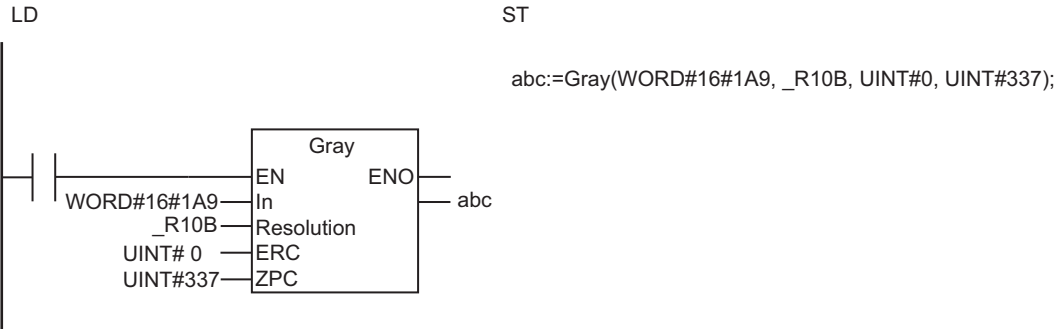 LD
ST
abc:=Gray(WORD#16#1A9, _R10B, UINT#0, UINT#337);
Gray
EN ENO
WORD#16#1A9 In abc
_R10B Resolution
UINT# 0 ERC
UINT#337 ZPC